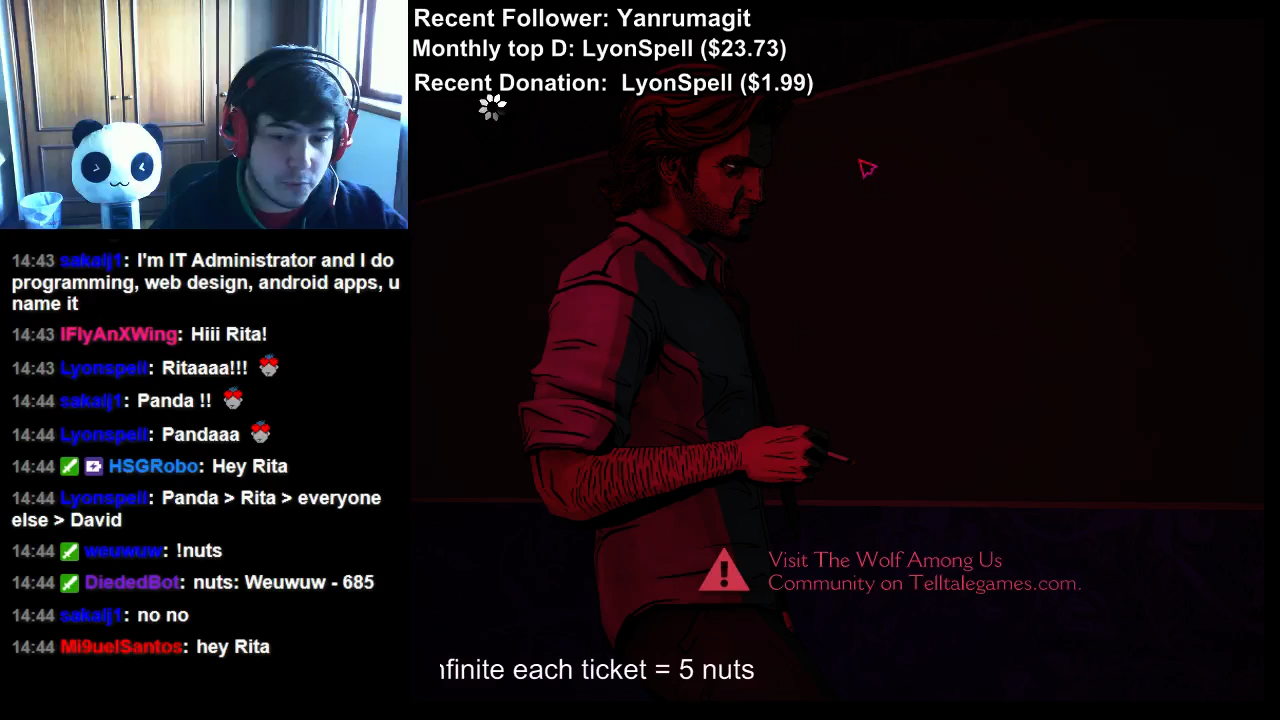 Recent Follower: Yanrumagit
Monthly top D: LyonSpell ($23.73)
Recent Donation: LyonSpell ($1.99)
14:43 sakalj1: I'm IT Administrator and I do
programming, web design, android apps, u
name it
14:43 IFlyAnXWing: Hiii Rita!
14:43 Lyonspell: Ritaaaa!!!
14:44 sakalj1: Panda !!
14:44 Lyonspell: Pandaaa
14:44 HSGRobo: Hey Rita
14:44 Lyonspell: Panda > Rita > everyone
else > David
14:44 weuwuw: !nuts
14:44 DiededBot: nuts: Weuwuw - 685
14:44 sakalj1: no no
14:44 Mi9uelSantos: hey Rita
Visit The Wolf Among Us
Community on Telltalegames.com.
nfinite each ticket = 5 nuts